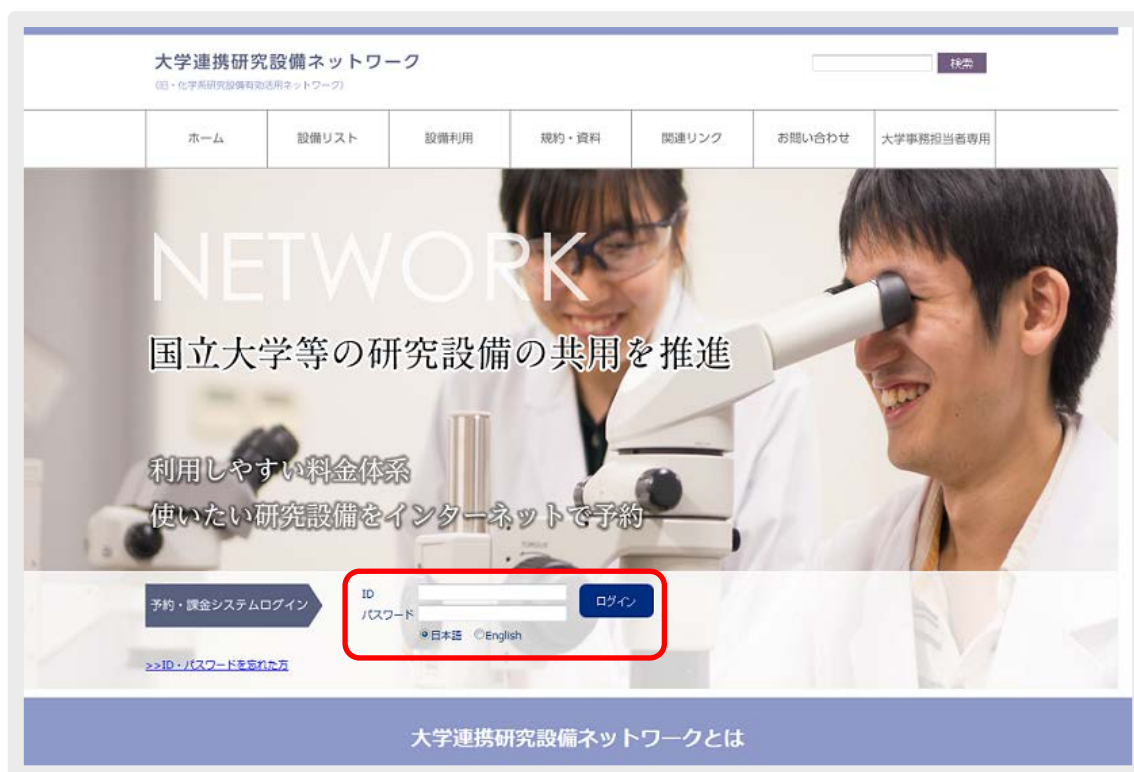 大学連携研究設備ネットワーク
(旧・化学系研究設備有効活用ネットワーク)
検索
ホーム
設備リスト
設備利用
規約・資料
関連リンク
お問い合わせ
大学事務担当者専用
NETWORK
国立大学等の研究設備の共用を推進
利用しやすい料金体系
使いたい研究設備をインターネットで予約
予約・課金システムログイン
ID
パスワード
ログイン
日本語 English
>>ID・パスワードを忘れた方
大学連携研究設備ネットワークとは